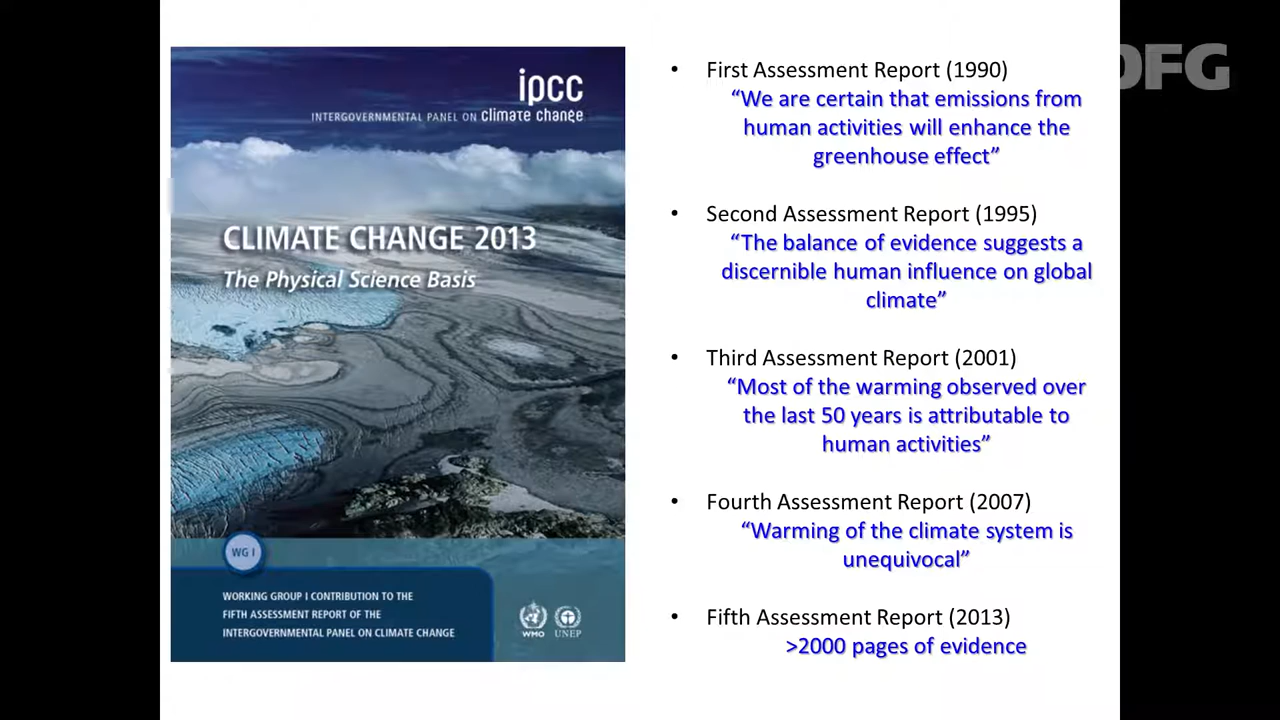 ipcc
INTERGOVERNMENTAL PANEL ON climate change
CLIMATE CHANGE 2013
The Physical Science Basis
WG I
WORKING GROUP I CONTRIBUTION TO THE
FIFTH ASSESSMENT REPORT OF THE
INTERGOVERNMENTAL PANEL ON CLIMATE CHANGE
WMO
UNEP
• First Assessment Report (1990)
“We are certain that emissions from
human activities will enhance the
greenhouse effect”
• Second Assessment Report (1995)
“The balance of evidence suggests a
discernible human influence on global
climate”
• Third Assessment Report (2001)
“Most of the warming observed over
the last 50 years is attributable to
human activities”
• Fourth Assessment Report (2007)
“Warming of the climate system is
unequivocal”
• Fifth Assessment Report (2013)
>2000 pages of evidence
DFG